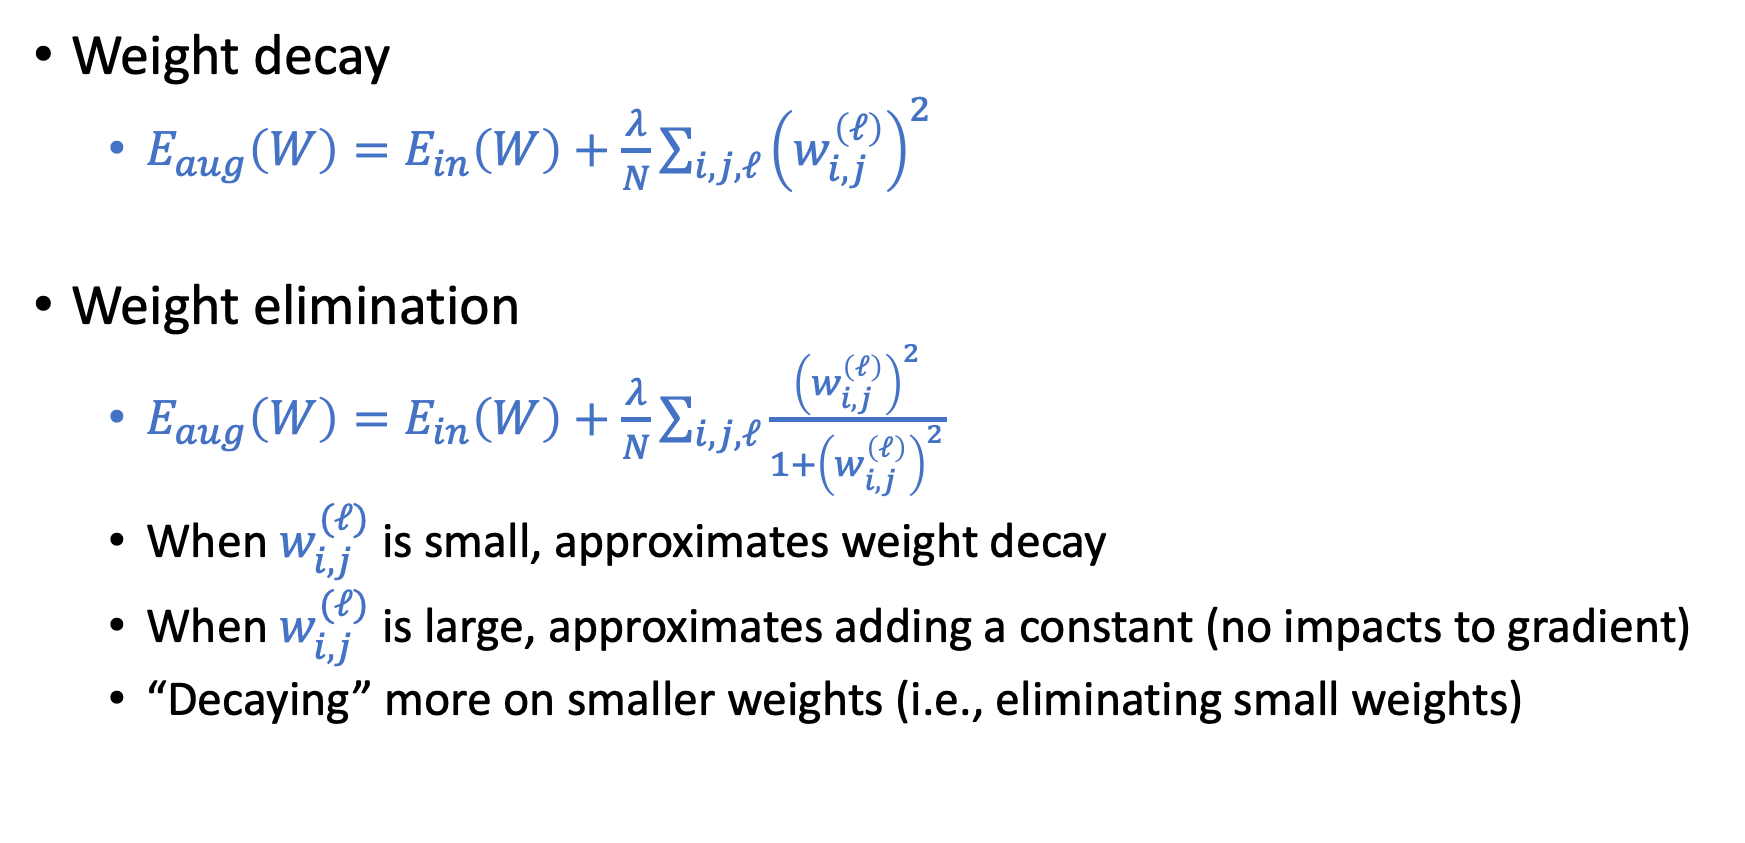 • Weight decay
• E_aug(W) = E_in(W) + λ/N ∑_{i,j,ℓ} (w_{i,j}^{(ℓ)})^2
• Weight elimination
• E_aug(W) = E_in(W) + λ/N ∑_{i,j,ℓ} (w_{i,j}^{(ℓ)})^2 / (1+(w_{i,j}^{(ℓ)})^2)
• When w_{i,j}^{(ℓ)} is small, approximates weight decay
• When w_{i,j}^{(ℓ)} is large, approximates adding a constant (no impacts to gradient)
• “Decaying” more on smaller weights (i.e., eliminating small weights)